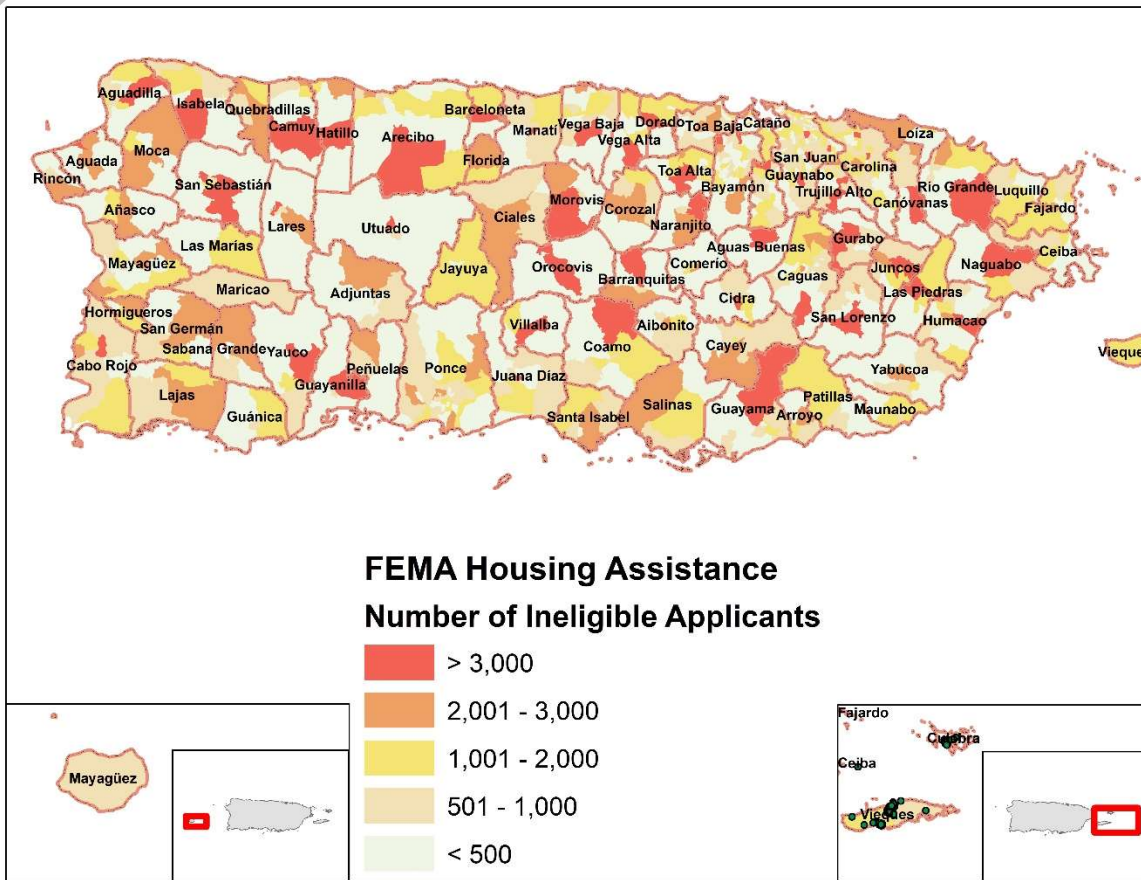 Aguadilla
Isabela
Quebradillas
Camuy
Hatillo
Arecibo
Barceloneta
Manatí
Vega Baja
Vega Alta
Dorado
Toa Baja
Cataño
Loíza
San Juan
Guaynabo
Carolina
Trujillo Alto
Canóvanas
Río Grande
Luquillo
Fajardo
Ceiba
Moca
Aguada
Rincón
San Sebastián
Añasco
Lares
Utuado
Florida
Ciales
Morovis
Corozal
Toa Alta
Bayamón
Naranjito
Aguas Buenas
Comerío
Gurabo
Caguas
Juncos
Las Piedras
Naguabo
Humacao
Las Marías
Mayagüez
Maricao
Adjuntas
Jayuya
Orocovis
Barranquitas
Cidra
San Lorenzo
Hormigueros
San Germán
Sabana Grande
Cabo Rojo
Lajas
Guánica
Yauco
Guayanilla
Peñuelas
Ponce
Villalba
Juana Díaz
Coamo
Aibonito
Cayey
Santa Isabel
Salinas
Guayama
Arroyo
Patillas
Maunabo
Yabucoa
Vieque
FEMA Housing Assistance
Number of Ineligible Applicants
> 3,000
2,001 - 3,000
1,001 - 2,000
501 - 1,000
< 500
Mayagüez
Fajardo
Culebra
Ceiba
Vieques